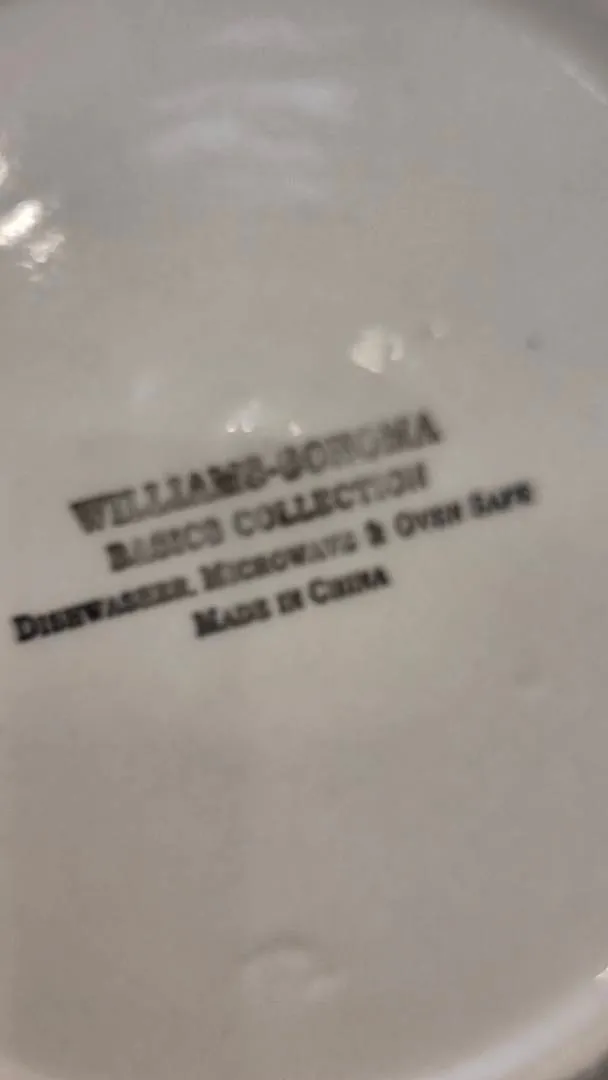 WILLIAMS-SONOMA
BASICS COLLECTION
DISHWASHER, MICROWAVE & OVEN SAFE
MADE IN CHINA